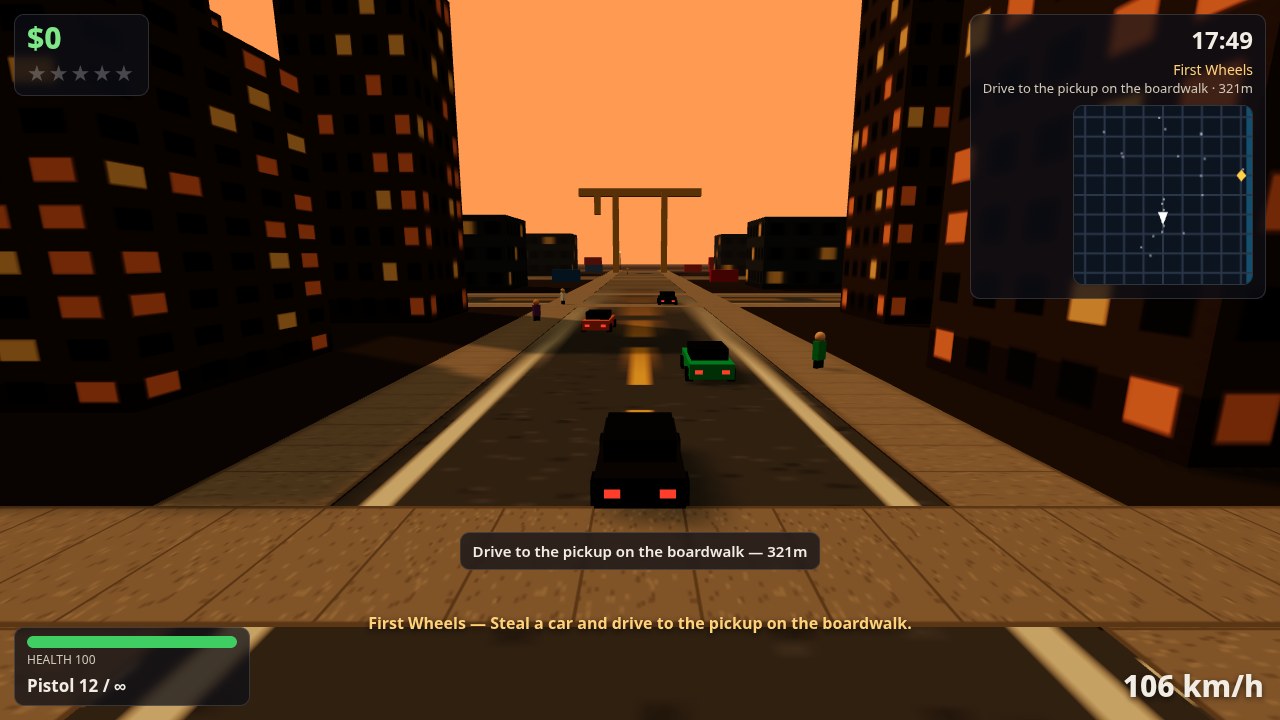 $0
★★★★★
17:49
First Wheels
Drive to the pickup on the boardwalk · 321m
Drive to the pickup on the boardwalk — 321m
First Wheels — Steal a car and drive to the pickup on the boardwalk.
HEALTH 100
Pistol 12 / ∞
106 km/h